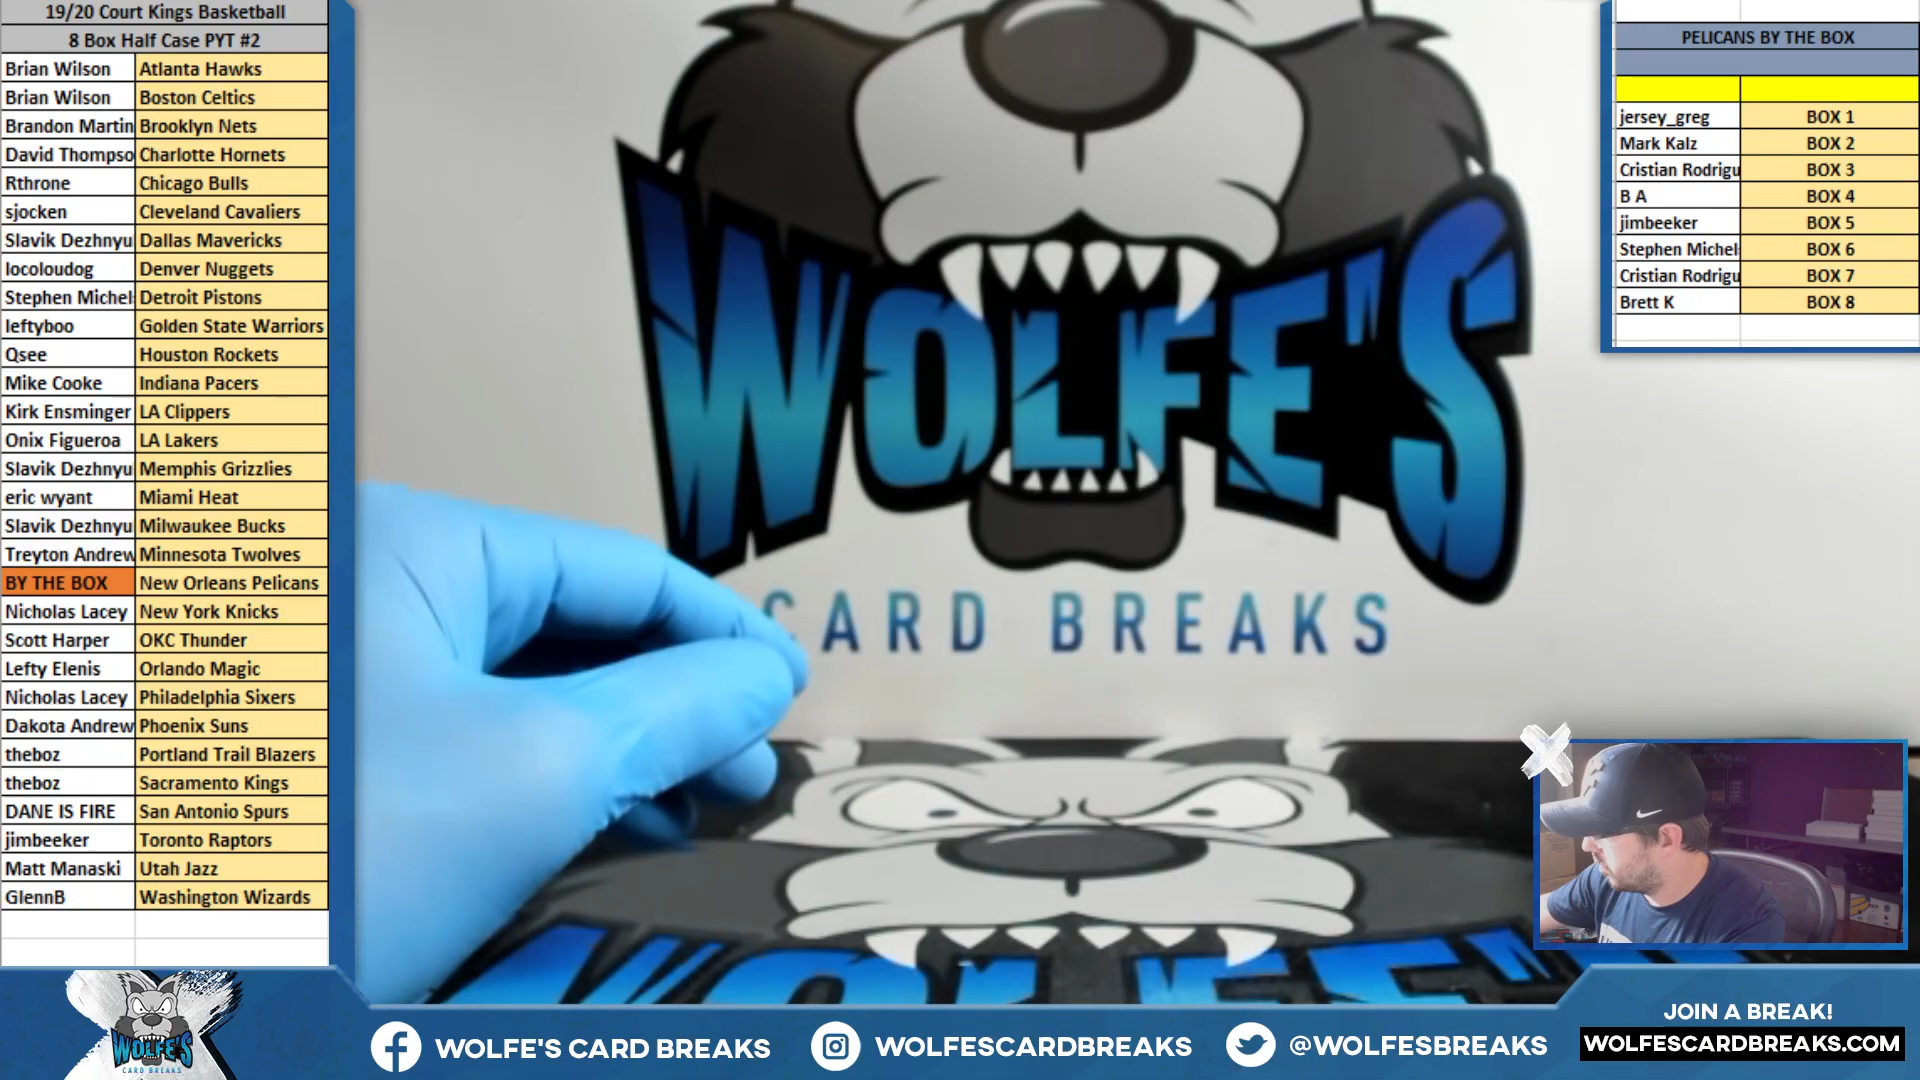 19/20 Court Kings Basketball
8 Box Half Case PYT #2
Brian Wilson Atlanta Hawks
Brian Wilson Boston Celtics
Brandon Martin Brooklyn Nets
David Thompso Charlotte Hornets
Rthrone Chicago Bulls
sjocken Cleveland Cavaliers
Slavik Dezhnyu Dallas Mavericks
locoloudog Denver Nuggets
Stephen Michel Detroit Pistons
leftyboo Golden State Warriors
Qsee Houston Rockets
Mike Cooke Indiana Pacers
Kirk Ensminger LA Clippers
Onix Figueroa LA Lakers
Slavik Dezhnyu Memphis Grizzlies
eric wyant Miami Heat
Slavik Dezhnyu Milwaukee Bucks
Treyton Andrew Minnesota Twolves
BY THE BOX New Orleans Pelicans
Nicholas Lacey New York Knicks
Scott Harper OKC Thunder
Lefty Elenis Orlando Magic
Nicholas Lacey Philadelphia Sixers
Dakota Andrew Phoenix Suns
theboz Portland Trail Blazers
theboz Sacramento Kings
DANE IS FIRE San Antonio Spurs
jimbeeker Toronto Raptors
Matt Manaski Utah Jazz
GlennB Washington Wizards
WOLFE'S
CARD BREAKS
WOLFE'S
PELICANS BY THE BOX
jersey_greg BOX 1
Mark Kalz BOX 2
Cristian Rodrigu BOX 3
B A BOX 4
jimbeeker BOX 5
Stephen Michel BOX 6
Cristian Rodrigu BOX 7
Brett K BOX 8
WOLFE'S
CARD BREAKS
WOLFE'S CARD BREAKS
WOLFESCARDBREAKS
@WOLFESBREAKS
JOIN A BREAK!
WOLFESCARDBREAKS.COM